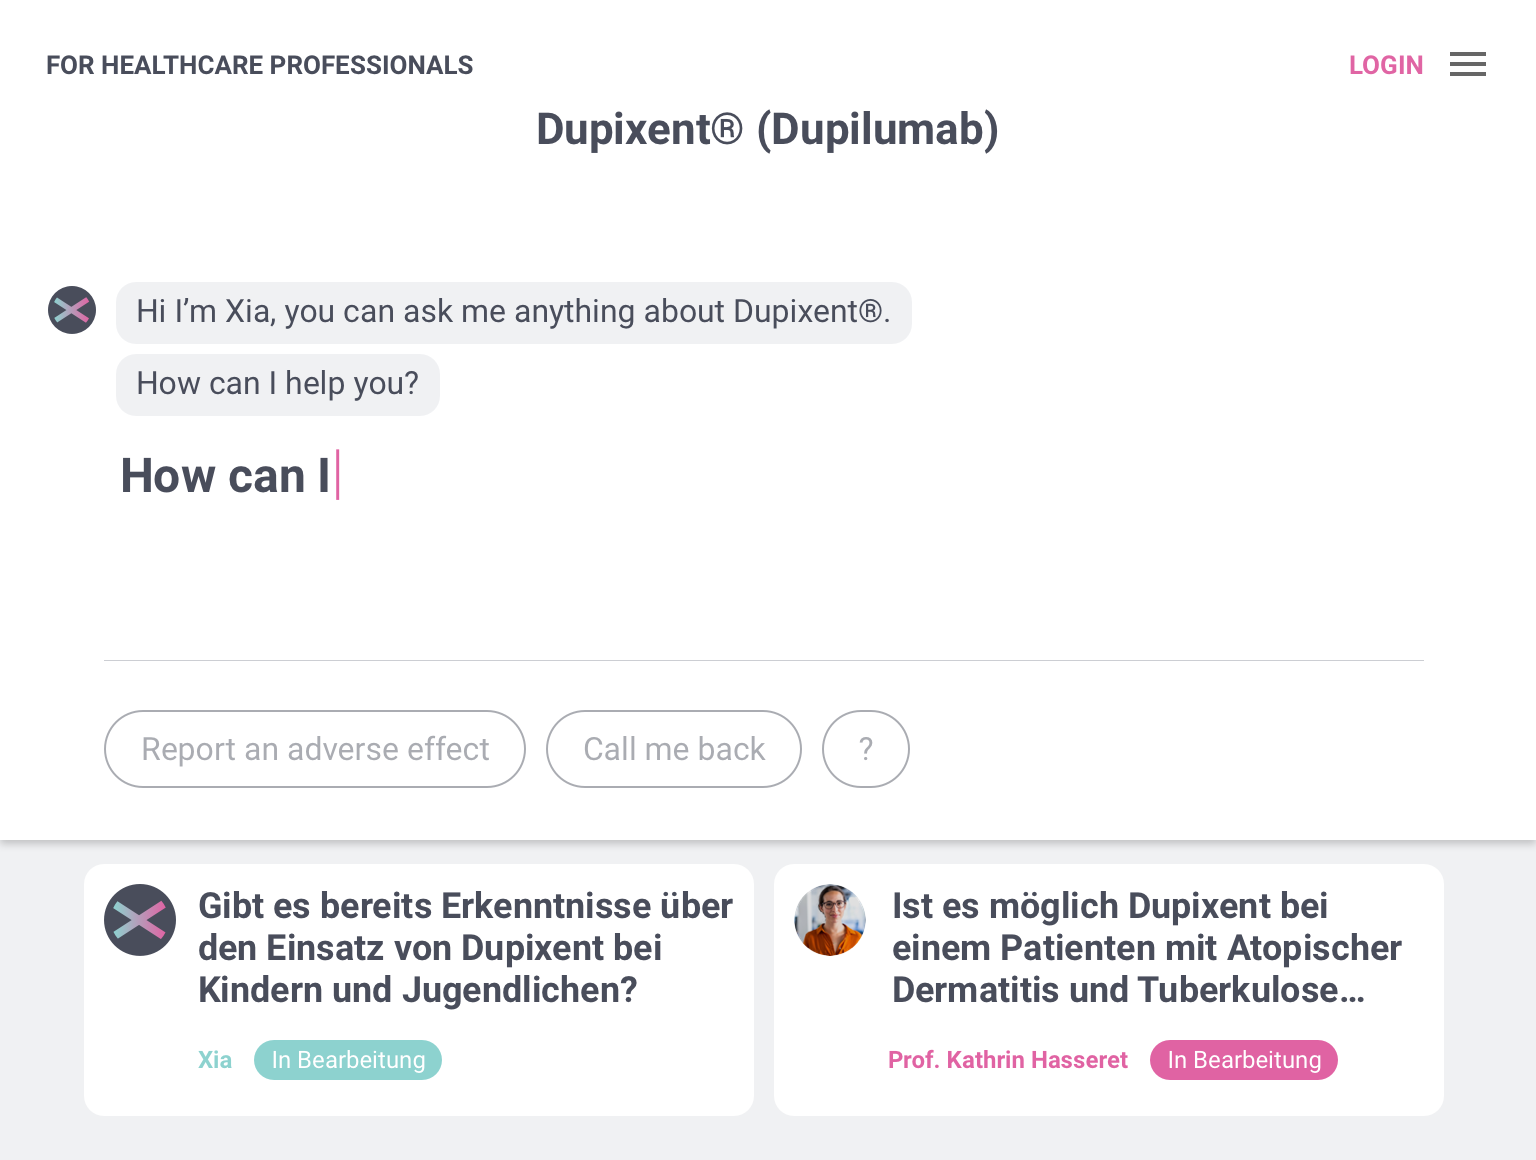 FOR HEALTHCARE PROFESSIONALS
LOGIN
Dupixent® (Dupilumab)
Hi I’m Xia, you can ask me anything about Dupixent®.
How can I help you?
How can I
Report an adverse effect
Call me back
?
Gibt es bereits Erkenntnisse über
den Einsatz von Dupixent bei
Kindern und Jugendlichen?
Xia
In Bearbeitung
Ist es möglich Dupixent bei
einem Patienten mit Atopischer
Dermatitis und Tuberkulose…
Prof. Kathrin Hasseret
In Bearbeitung